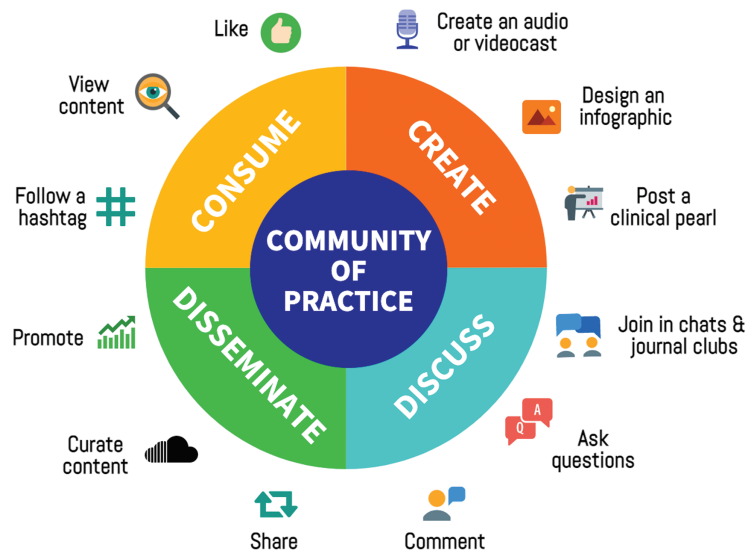 Like
Create an audio
or videocast
View
content
Design an
infographic
CONSUME
CREATE
Follow a
hashtag
Post a
clinical pearl
COMMUNITY
OF
PRACTICE
Promote
DISSEMINATE
DISCUSS
Join in chats &
journal clubs
Curate
content
Q
A
Ask
questions
Share
Comment